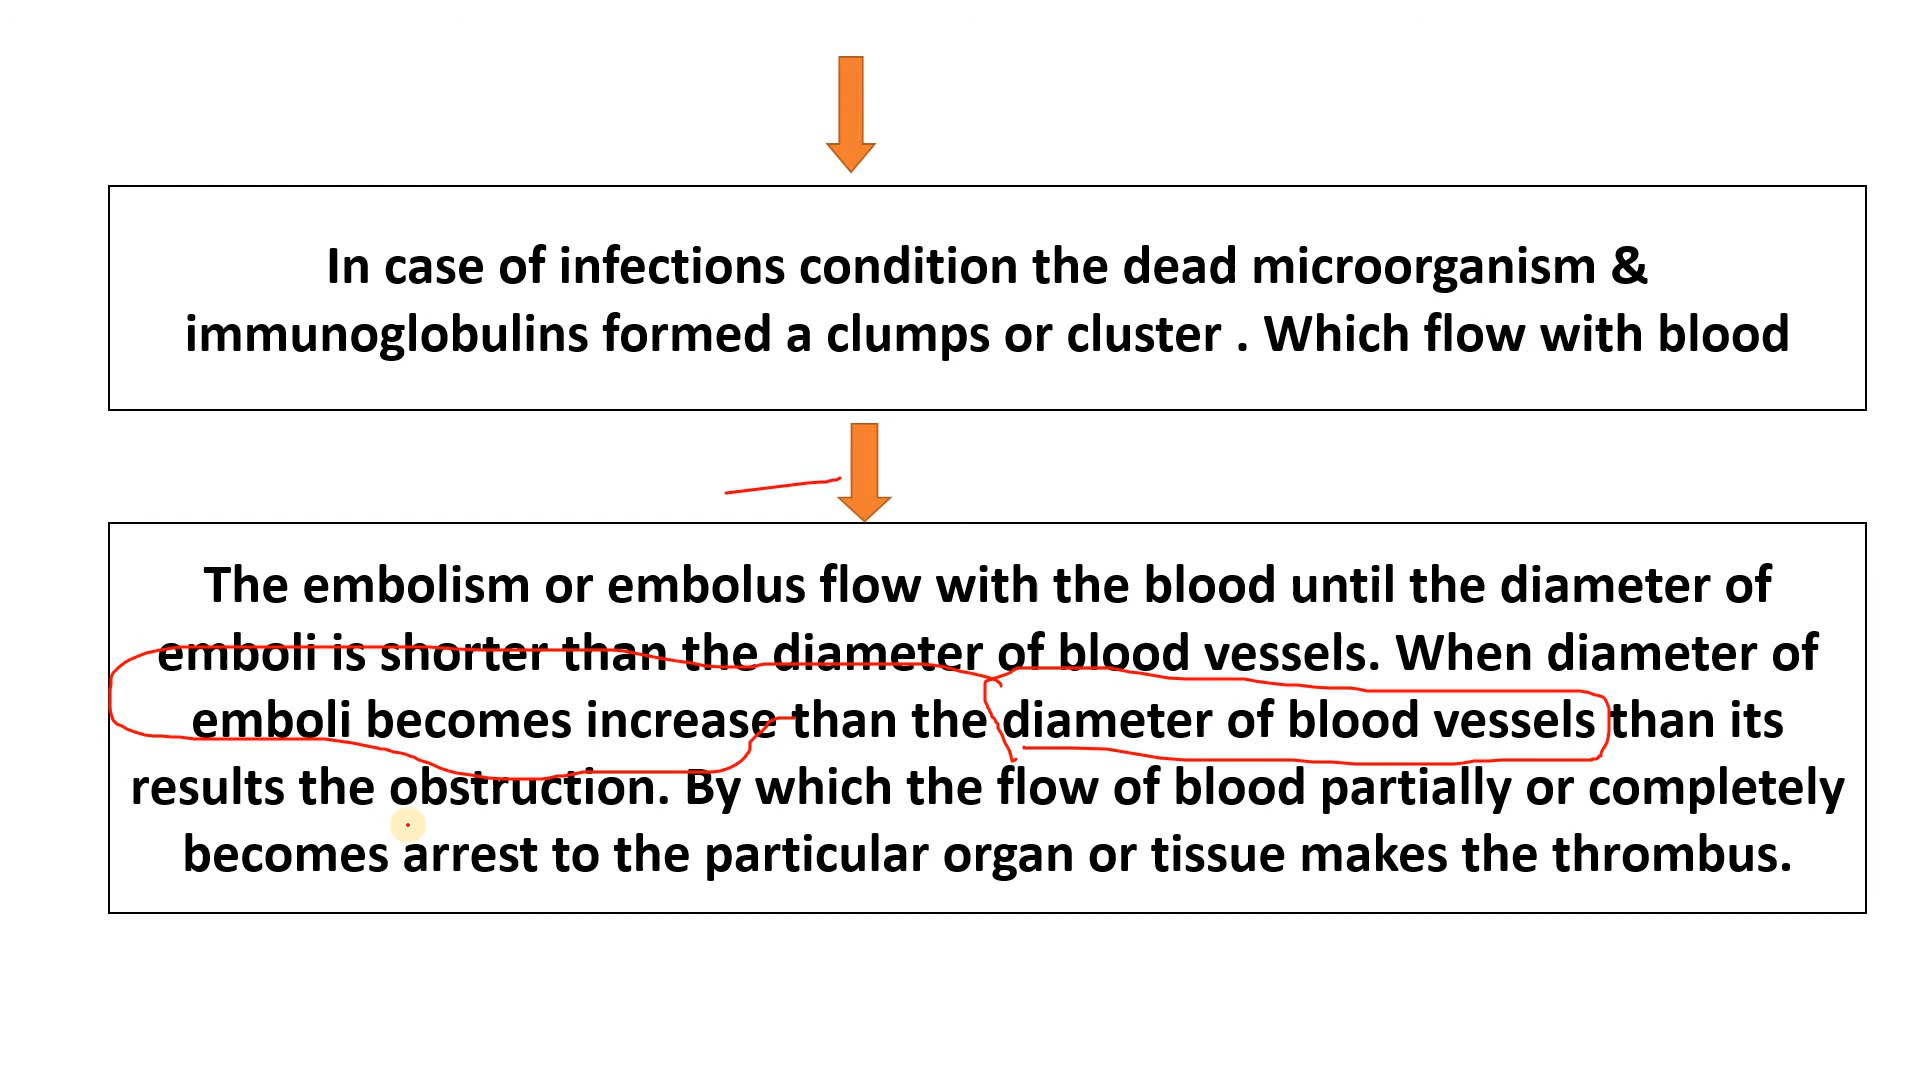 In case of infections condition the dead microorganism &
immunoglobulins formed a clumps or cluster . Which flow with blood
The embolism or embolus flow with the blood until the diameter of
emboli is shorter than the diameter of blood vessels. When diameter of
emboli becomes increase than the diameter of blood vessels than its
results the obstruction. By which the flow of blood partially or completely
becomes arrest to the particular organ or tissue makes the thrombus.